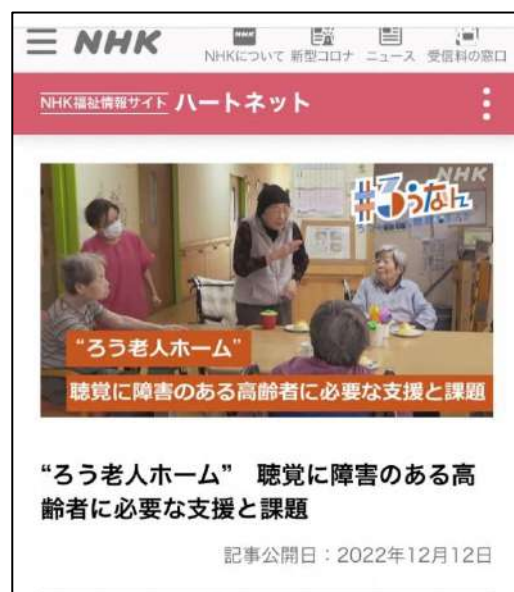 NHK
NHKについて 新型コロナ ニュース 受信料の窓口
NHK福祉情報サイト ハートネット
NHK
#ろうなん
“ろう老人ホーム”
聴覚に障害のある高齢者に必要な支援と課題
“ろう老人ホーム”　聴覚に障害のある高
齢者に必要な支援と課題
記事公開日：2022年12月12日